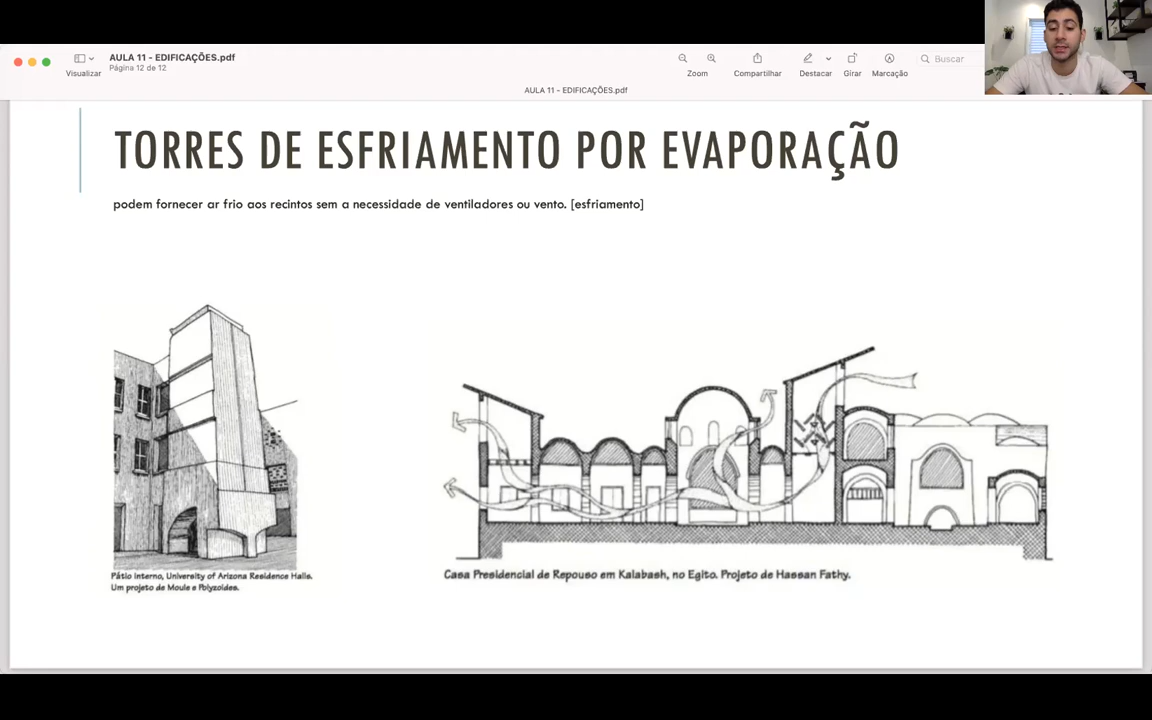 AULA 11 - EDIFICAÇÕES.pdf
Página 12 de 12
Visualizar
Zoom
Compartilhar
Destacar
Girar
Marcação
Buscar
AULA 11 - EDIFICAÇÕES.pdf
TORRES DE ESFRIAMENTO POR EVAPORAÇÃO
podem fornecer ar frio aos recintos sem a necessidade de ventiladores ou vento. [esfriamento]
Pátio interno, University of Arizona Residence Halls.
Um projeto de Moule e Polyzoides.
Casa Presidencial de Repouso em Kalabash, no Egito. Projeto de Hassan Fathy.